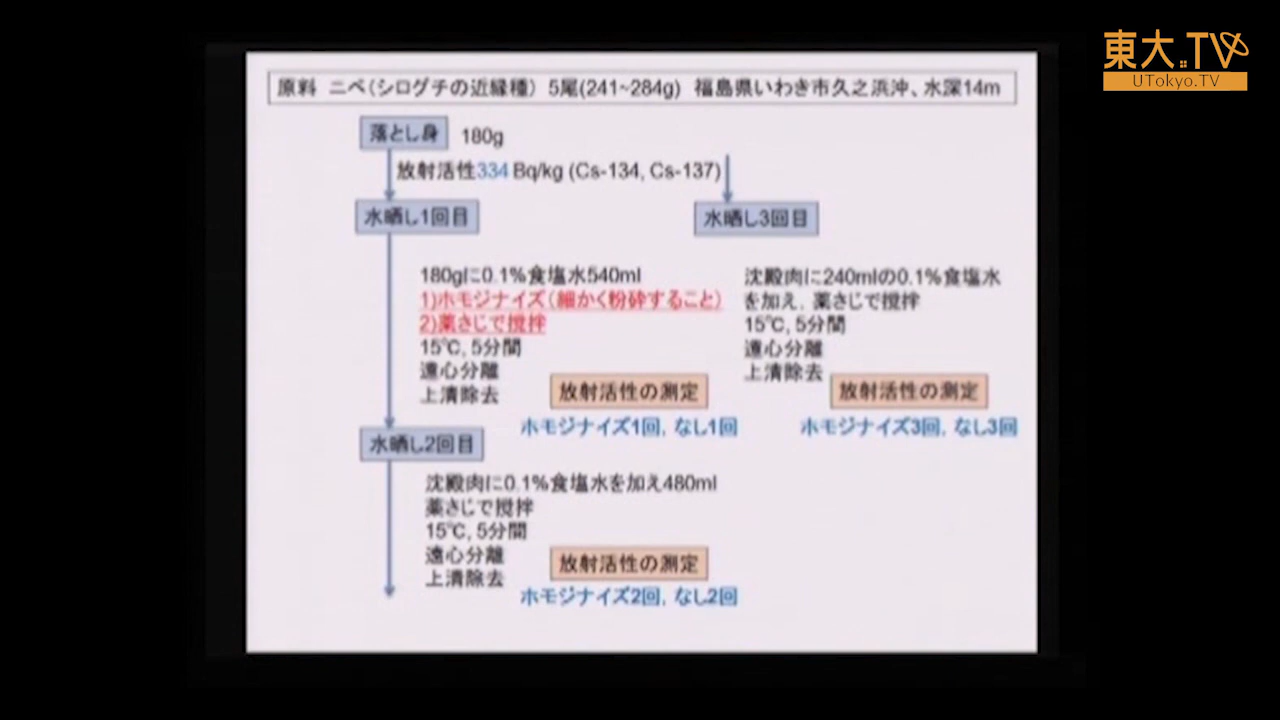 東大.TV
UTokyo.TV
原料 ニベ(シログチの近縁種) 5尾(241~284g) 福島県いわき市久之浜沖、水深14m
落とし身 180g
放射活性334 Bq/kg (Cs-134, Cs-137)
水晒し1回目
180gに0.1%食塩水540ml
1)ホモジナイズ(細かく粉砕すること)
2)薬さじで撹拌
15℃, 5分間
遠心分離
上清除去
放射活性の測定
ホモジナイズ1回, なし1回
水晒し2回目
沈殿肉に0.1%食塩水を加え480ml
薬さじで撹拌
15℃, 5分間
遠心分離
上清除去
放射活性の測定
ホモジナイズ2回, なし2回
水晒し3回目
沈殿肉に240mlの0.1%食塩水
を加え, 薬さじで撹拌
15℃, 5分間
遠心分離
上清除去
放射活性の測定
ホモジナイズ3回, なし3回